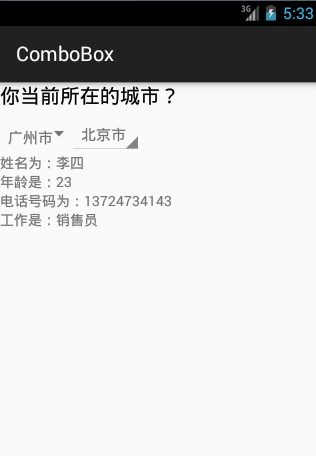 3G 5:33
ComboBox
你当前所在的城市？
广州市 北京市
姓名为：李四
年龄是：23
电话号码为：13724734143
工作是：销售员